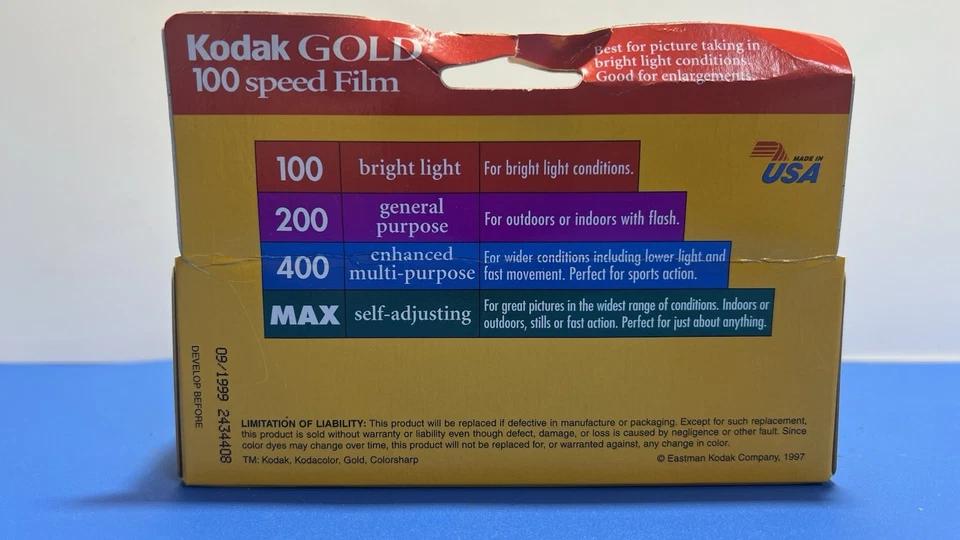 Kodak GOLD
100 speed Film
Best for picture taking in
bright light conditions.
Good for enlargements.
MADE IN
USA
100 bright light For bright light conditions.
200 general purpose For outdoors or indoors with flash.
400 enhanced multi-purpose For wider conditions including lower light and
fast movement. Perfect for sports action.
MAX self-adjusting For great pictures in the widest range of conditions. Indoors or
outdoors, stills or fast action. Perfect for just about anything.
DEVELOP BEFORE
09/1999 2434408
LIMITATION OF LIABILITY: This product will be replaced if defective in manufacture or packaging. Except for such replacement,
this product is sold without warranty or liability even though defect, damage, or loss is caused by negligence or other fault. Since
color dyes may change over time, this product will not be replaced for, or warranted against, any change in color.
TM: Kodak, Kodacolor, Gold, Colorsharp
© Eastman Kodak Company, 1997